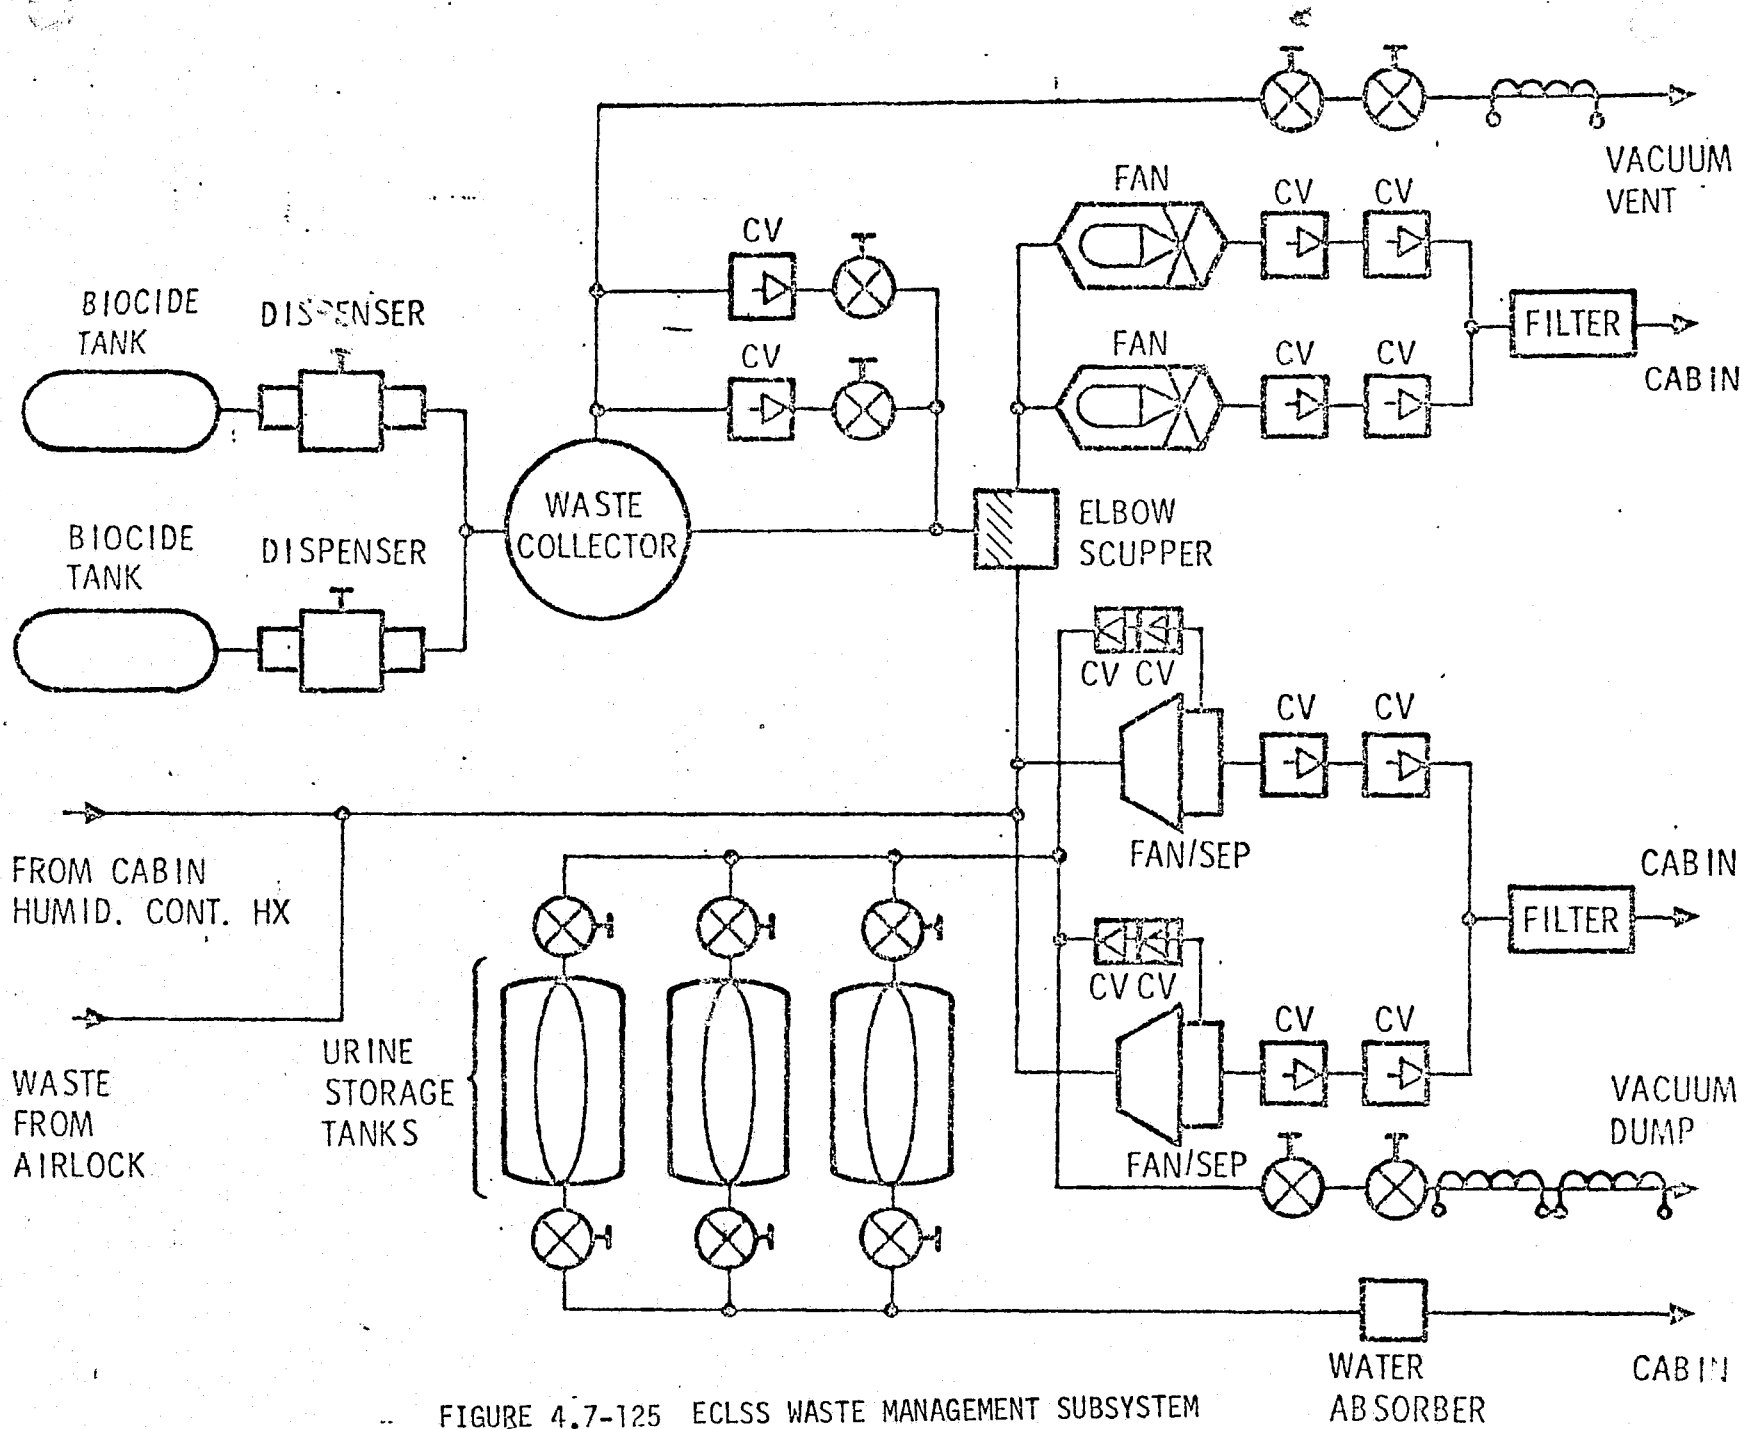 VACUUM
VENT
FAN
CV
CV
CV
BIOCIDE
TANK
DISPENSER
FAN
CV
CV
CV
FILTER
CABIN
WASTE
COLLECTOR
ELBOW
SCUPPER
BIOCIDE
TANK
DISPENSER
CV CV
CV
CV
FAN/SEP
FROM CABIN
HUMID. CONT. HX
CABIN
FILTER
CV CV
CV
CV
URINE
STORAGE
TANKS
WASTE
FROM
AIRLOCK
VACUUM
DUMP
FAN/SEP
WATER
ABSORBER
CABIN
FIGURE 4.7-125 ECLSS WASTE MANAGEMENT SUBSYSTEM